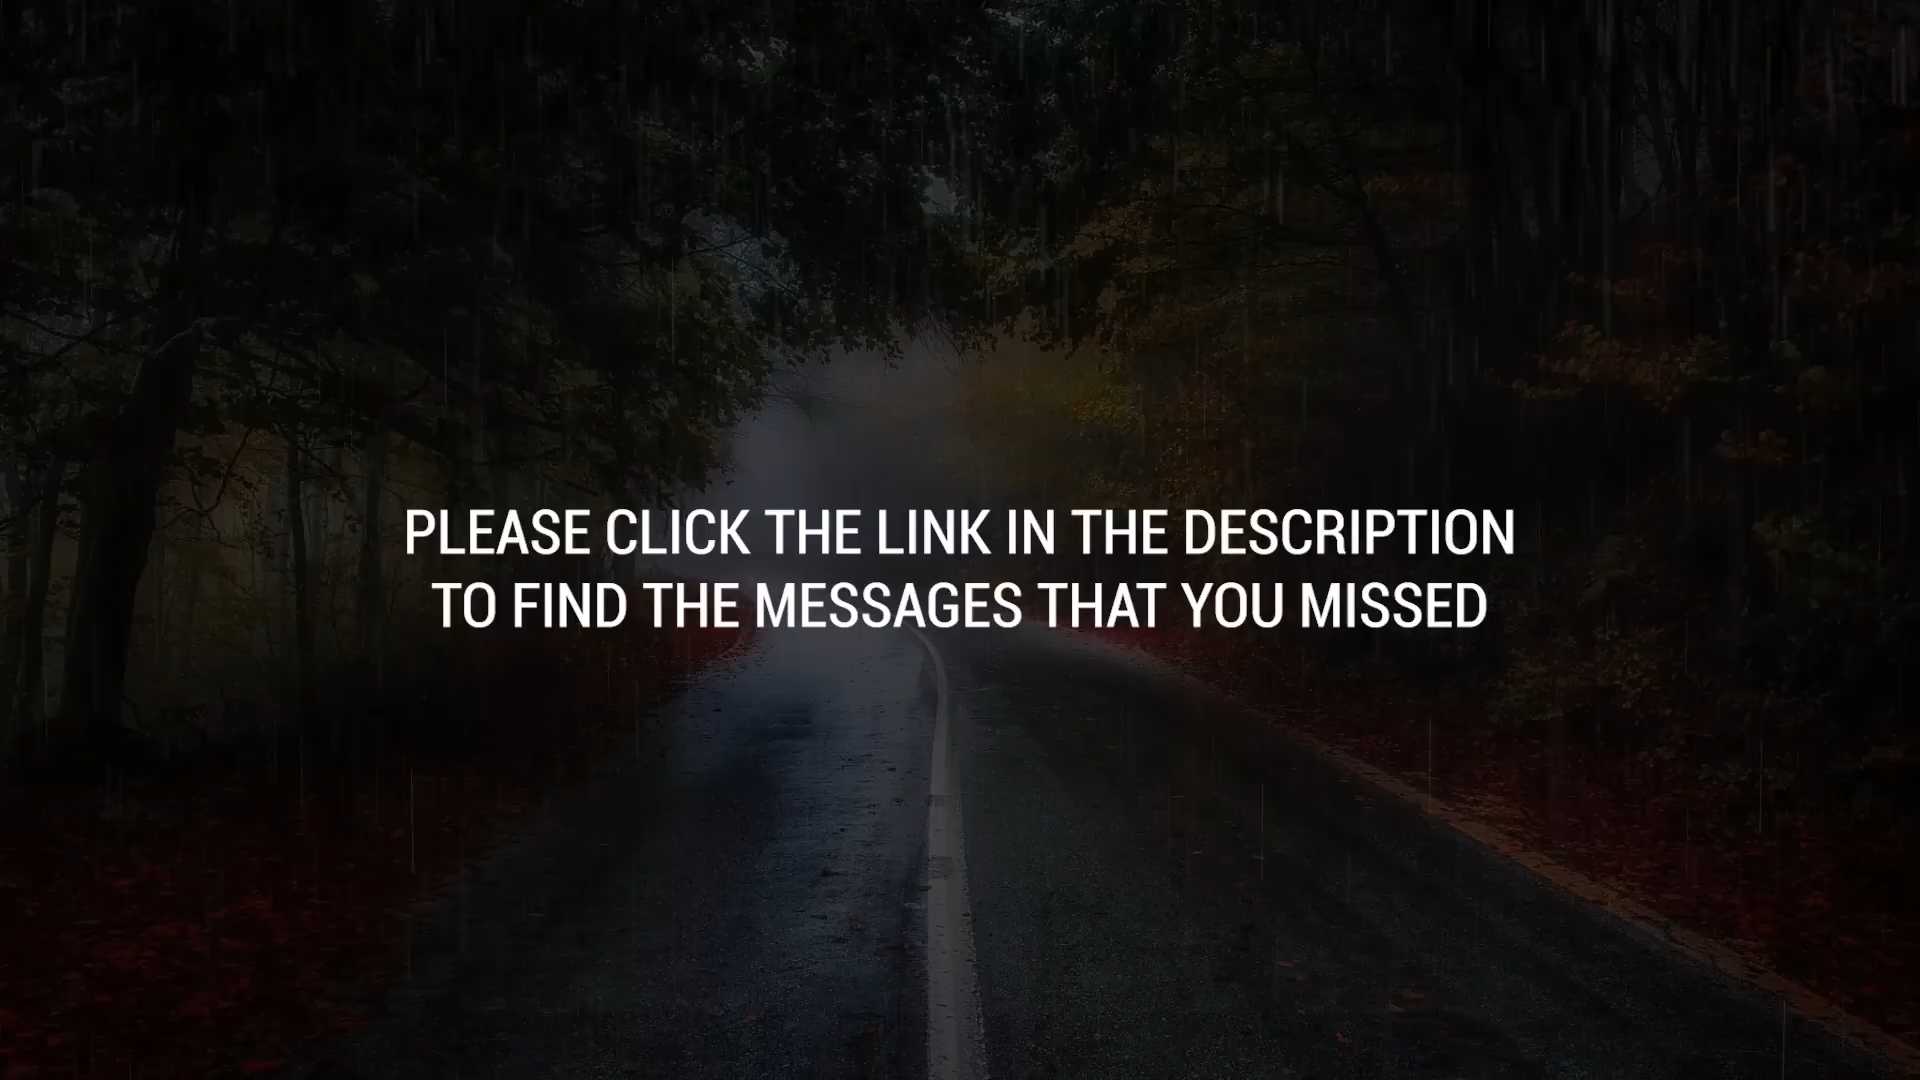 PLEASE CLICK THE LINK IN THE DESCRIPTION
TO FIND THE MESSAGES THAT YOU MISSED